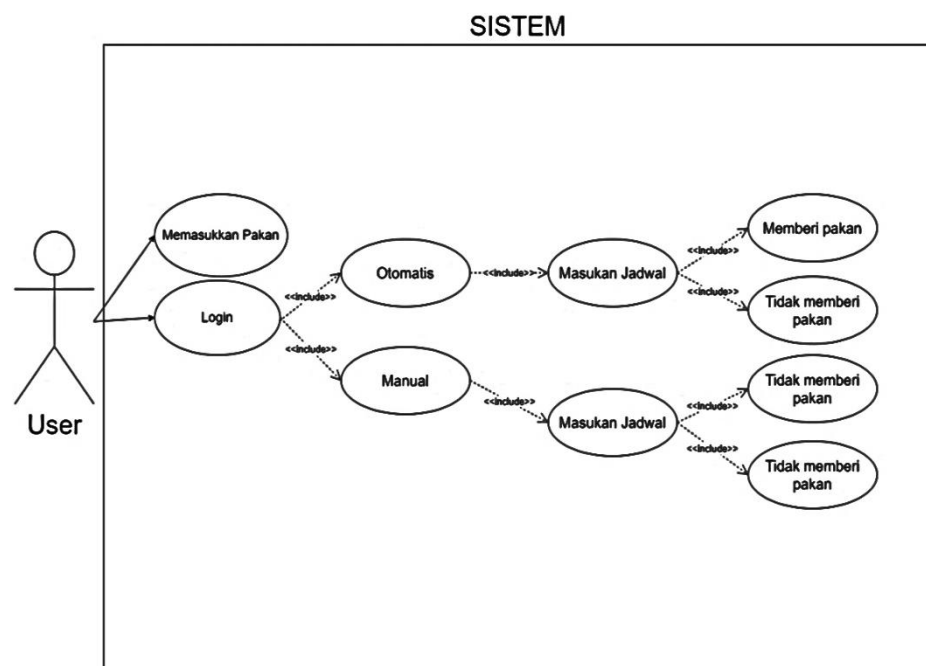 SISTEM
Memasukkan Pakan
Login
User
<<include>>
<<include>>
Otomatis
Manual
<<include>>
<<include>>
Masukan Jadwal
Masukan Jadwal
<<include>>
<<include>>
<<include>>
<<include>>
Memberi pakan
Tidak memberi
pakan
Tidak memberi
pakan
Tidak memberi
pakan